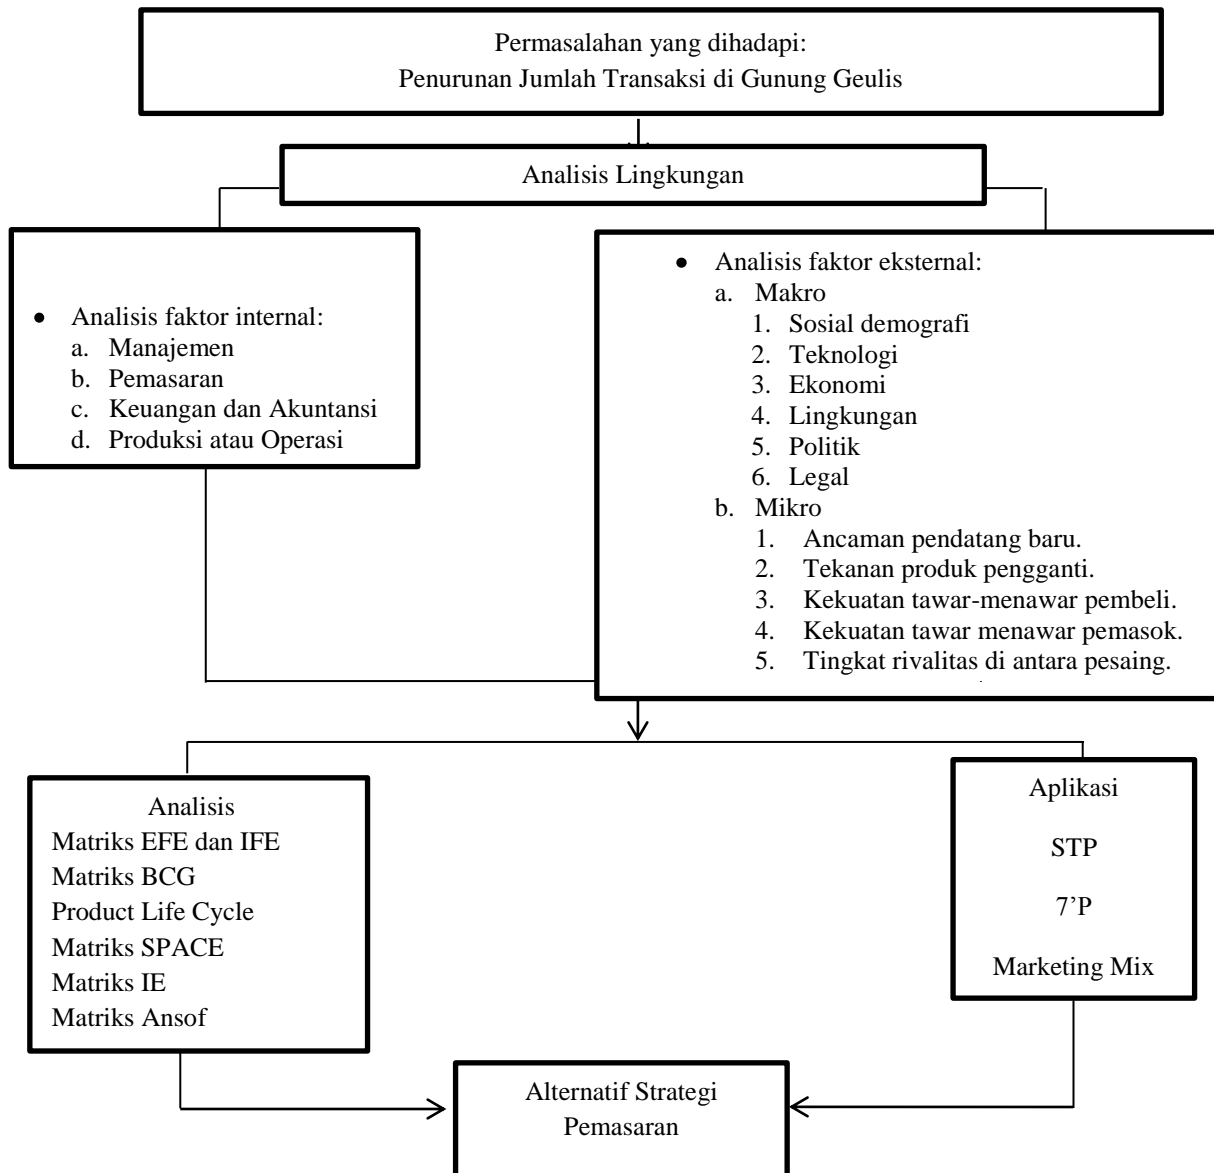 Permasalahan yang dihadapi:
Penurunan Jumlah Transaksi di Gunung Geulis
Analisis Lingkungan
• Analisis faktor internal:
a. Manajemen
b. Pemasaran
c. Keuangan dan Akuntansi
d. Produksi atau Operasi
• Analisis faktor eksternal:
a. Makro
1. Sosial demografi
2. Teknologi
3. Ekonomi
4. Lingkungan
5. Politik
6. Legal
b. Mikro
1. Ancaman pendatang baru.
2. Tekanan produk pengganti.
3. Kekuatan tawar-menawar pembeli.
4. Kekuatan tawar menawar pemasok.
5. Tingkat rivalitas di antara pesaing.
Analisis
Matriks EFE dan IFE
Matriks BCG
Product Life Cycle
Matriks SPACE
Matriks IE
Matriks Ansof
Aplikasi
STP
7’P
Marketing Mix
Alternatif Strategi
Pemasaran